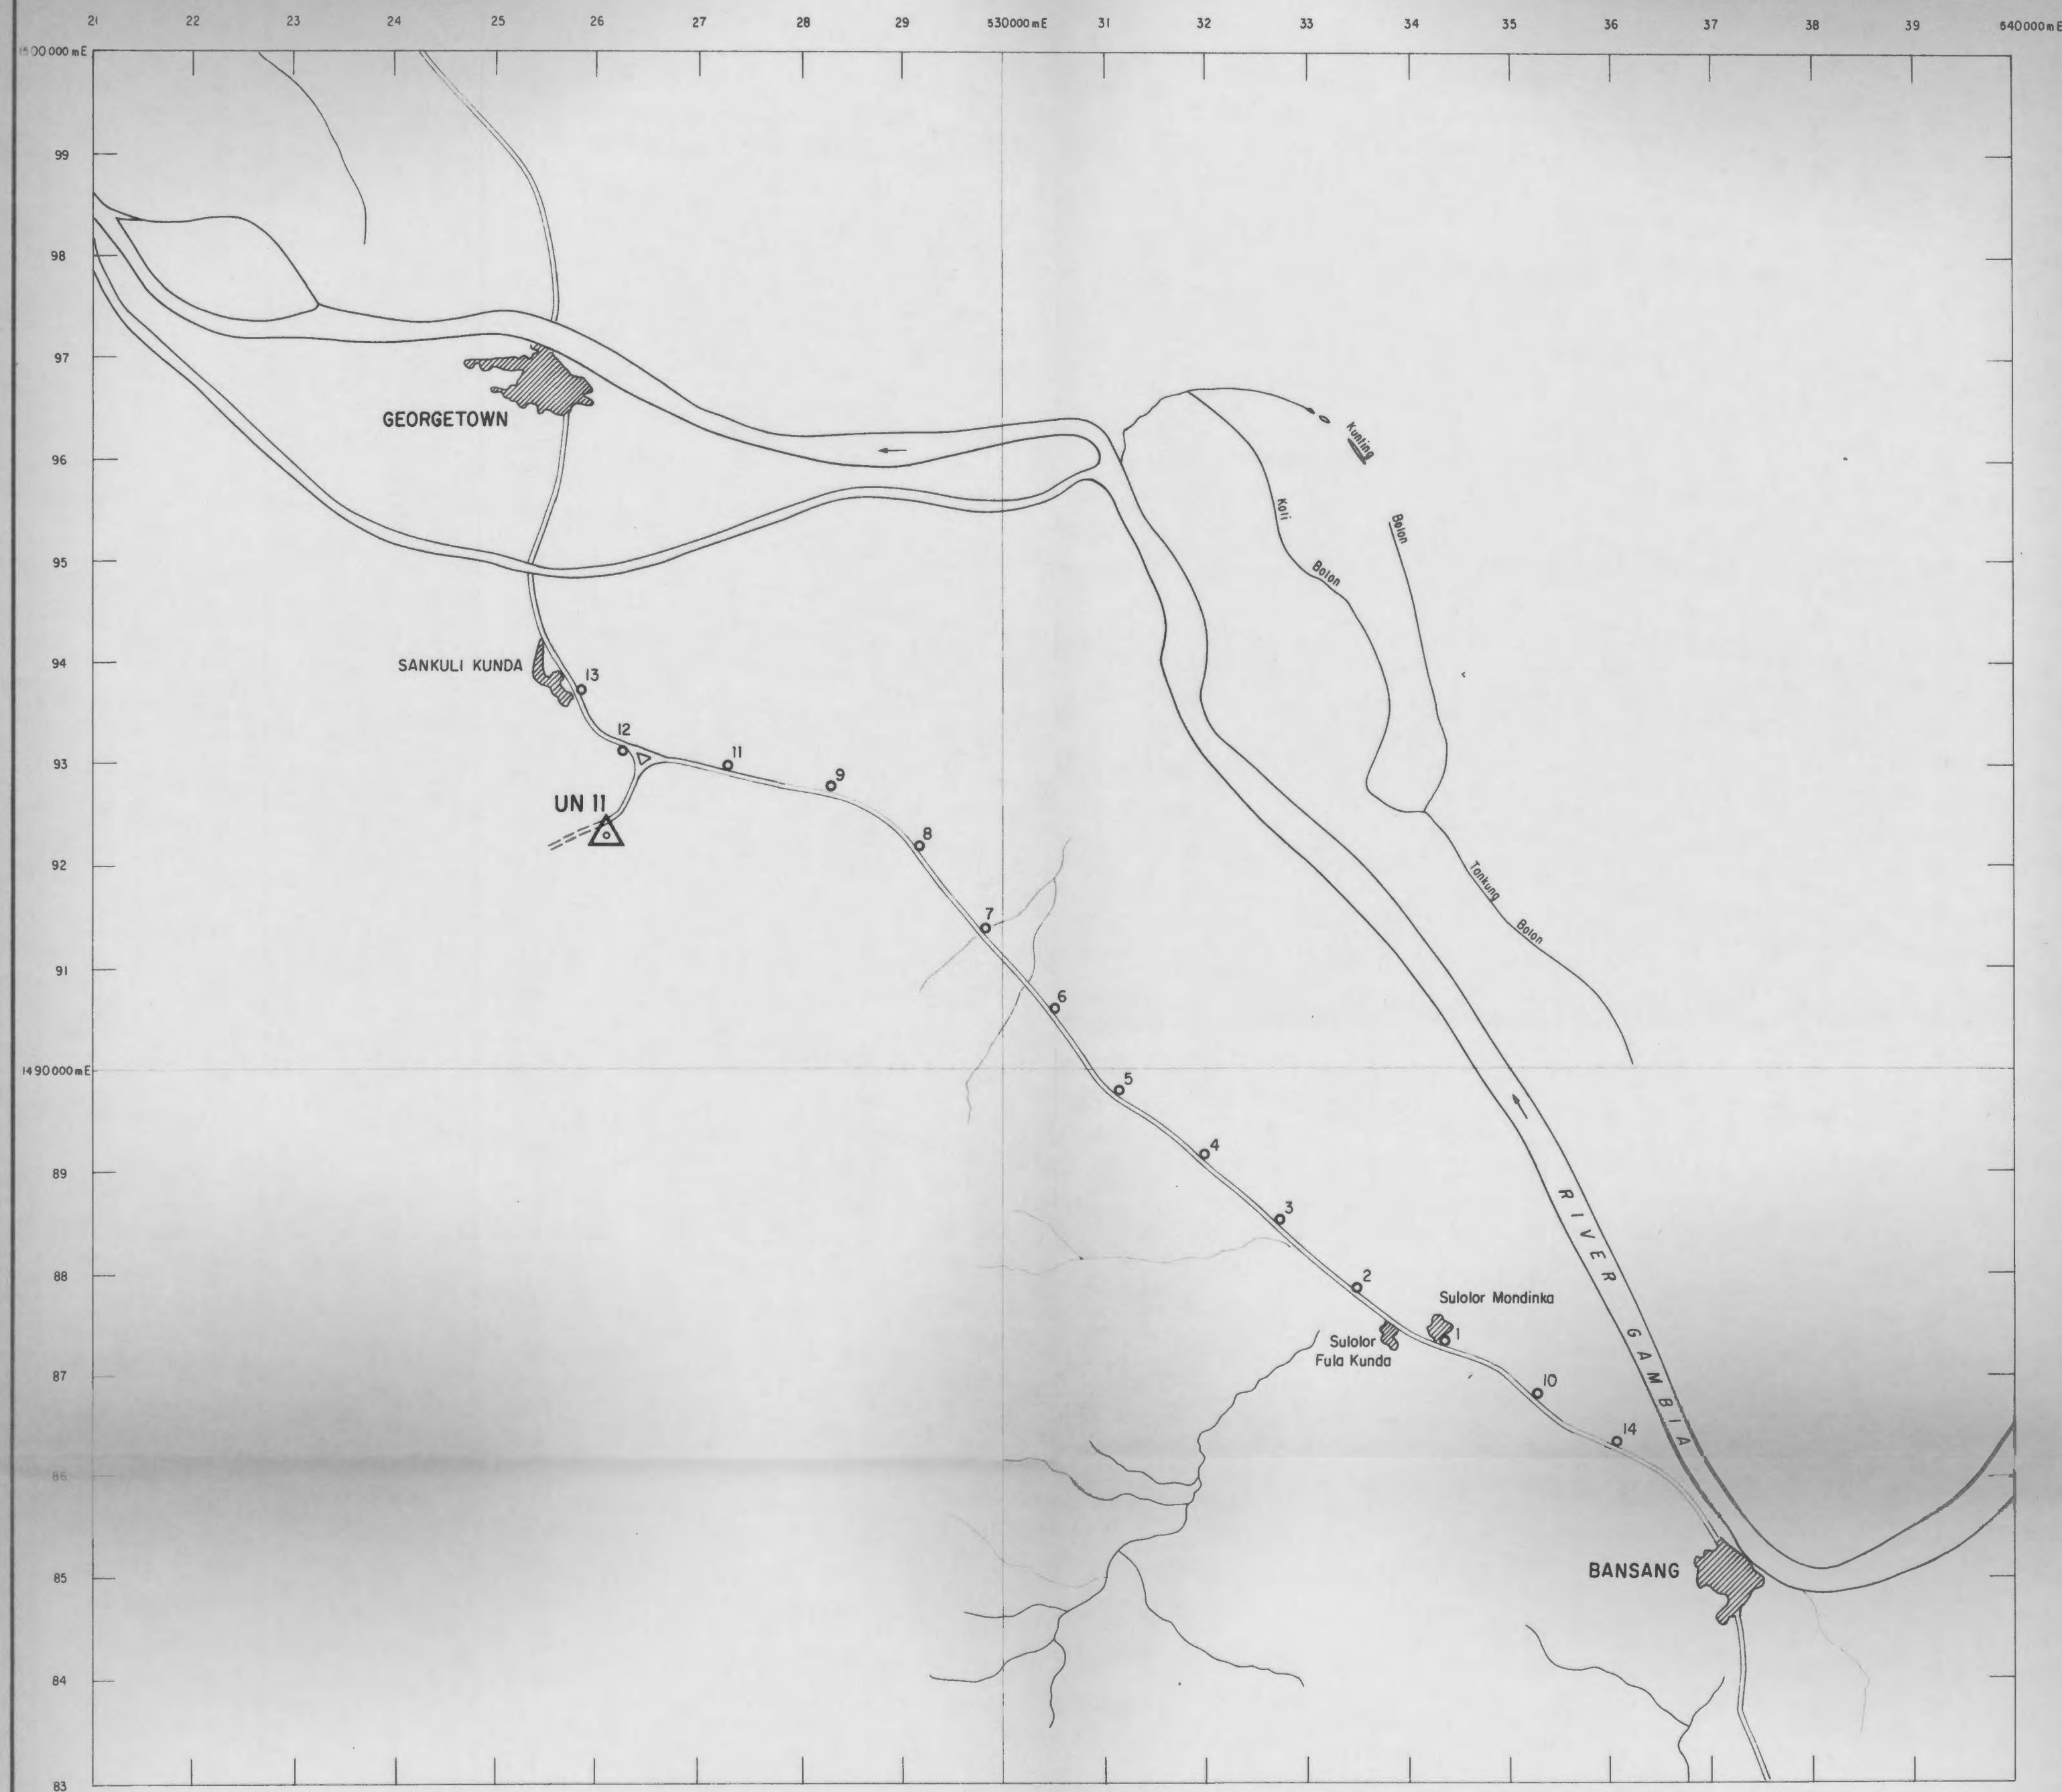 21 22 23 24 25 26 27 28 29 530000mE 31 32 33 34 35 36 37 38 39 540000mE
1500000mE
99
98
97
GEORGETOWN
Kunting
96
Kali
Bolon
95
Bolon
94
SANKULI KUNDA
13
12
11
93
9
UN 11
8
92
Tankung
7
Bolon
91
6
1490000mE
5
4
89
3
RIVER GAMBIA
88
2
Sulolor Mondinka
1
Sulolor
Fula Kunda
87
10
14
86
85
BANSANG
84
83